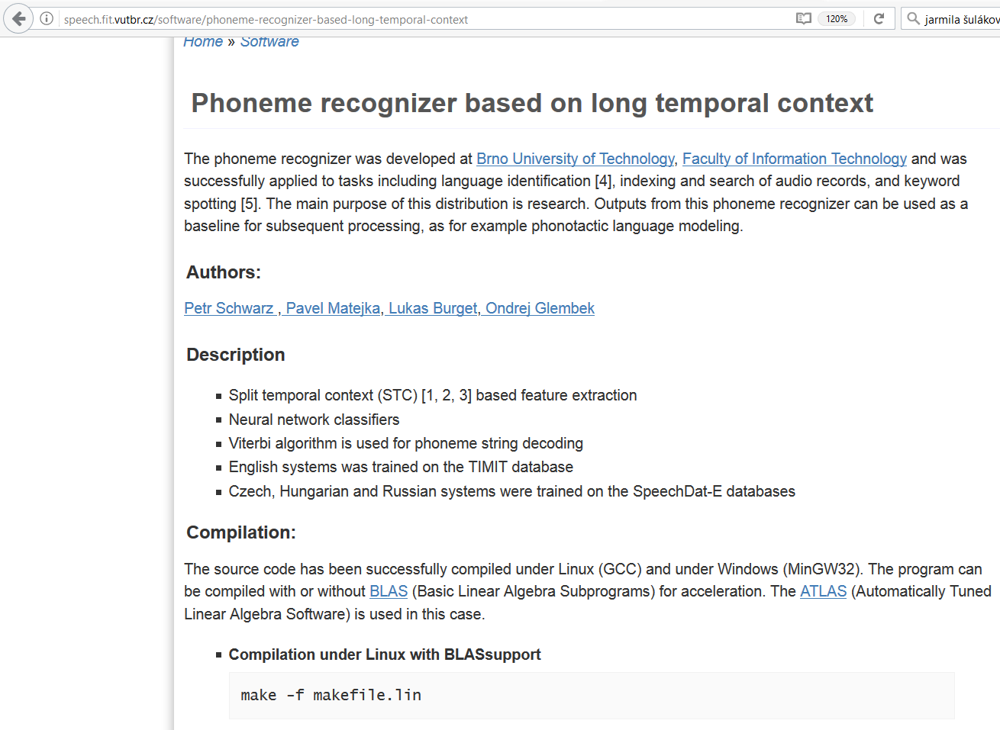 speech.fit.vutbr.cz/software/phoneme-recognizer-based-long-temporal-context
120%
jarmila šulákov
Home » Software
Phoneme recognizer based on long temporal context
The phoneme recognizer was developed at Brno University of Technology, Faculty of Information Technology and was
successfully applied to tasks including language identification [4], indexing and search of audio records, and keyword
spotting [5]. The main purpose of this distribution is research. Outputs from this phoneme recognizer can be used as a
baseline for subsequent processing, as for example phonotactic language modeling.
Authors:
Petr Schwarz , Pavel Matejka, Lukas Burget, Ondrej Glembek
Description
▪ Split temporal context (STC) [1, 2, 3] based feature extraction
▪ Neural network classifiers
▪ Viterbi algorithm is used for phoneme string decoding
▪ English systems was trained on the TIMIT database
▪ Czech, Hungarian and Russian systems were trained on the SpeechDat-E databases
Compilation:
The source code has been successfully compiled under Linux (GCC) and under Windows (MinGW32). The program can
be compiled with or without BLAS (Basic Linear Algebra Subprograms) for acceleration. The ATLAS (Automatically Tuned
Linear Algebra Software) is used in this case.
▪ Compilation under Linux with BLASsupport
make -f makefile.lin